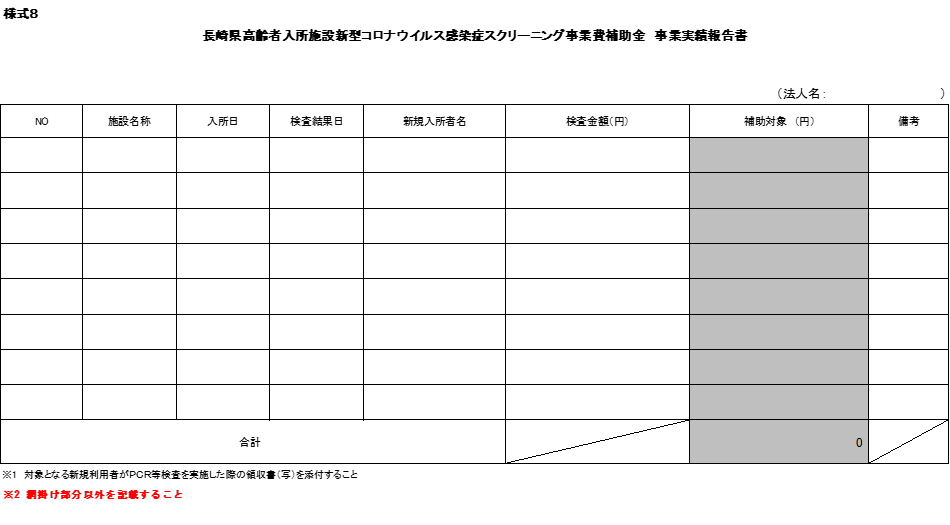 様式8
長崎県高齢者入所施設新型コロナウイルス感染症スクリーニング事業費補助金　事業実績報告書
（法人名：　　　　　　　　　　）
NO 施設名称 入所日 検査結果日 新規入所者名 検査金額（円） 補助対象　（円） 備考
合計 0
※1　対象となる新規利用者がPCR等検査を実施した際の領収書（写）を添付すること
※2　網掛け部分以外を記載すること